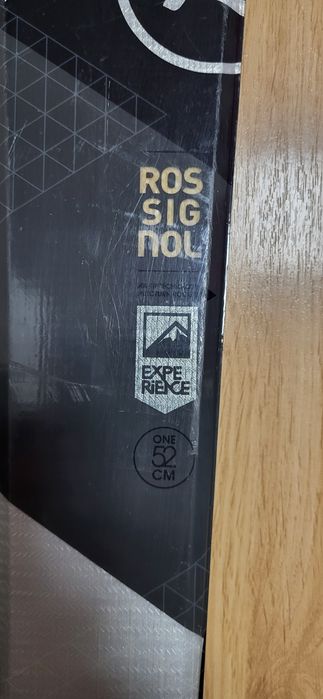 ROS
SIG
NOL
EXPE
RIENCE
ONE
52
CM